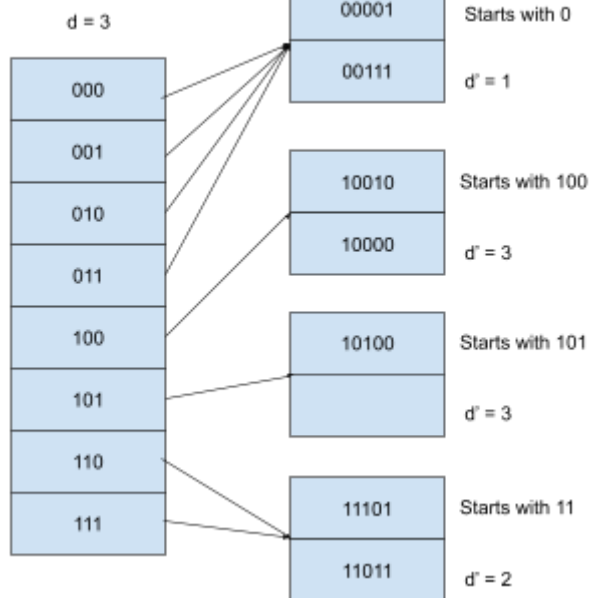 d = 3
000
001
010
011
100
101
110
111
00001
Starts with 0
00111
d' = 1
10010
Starts with 100
10000
d' = 3
10100
Starts with 101
d' = 3
11101
Starts with 11
11011
d' = 2